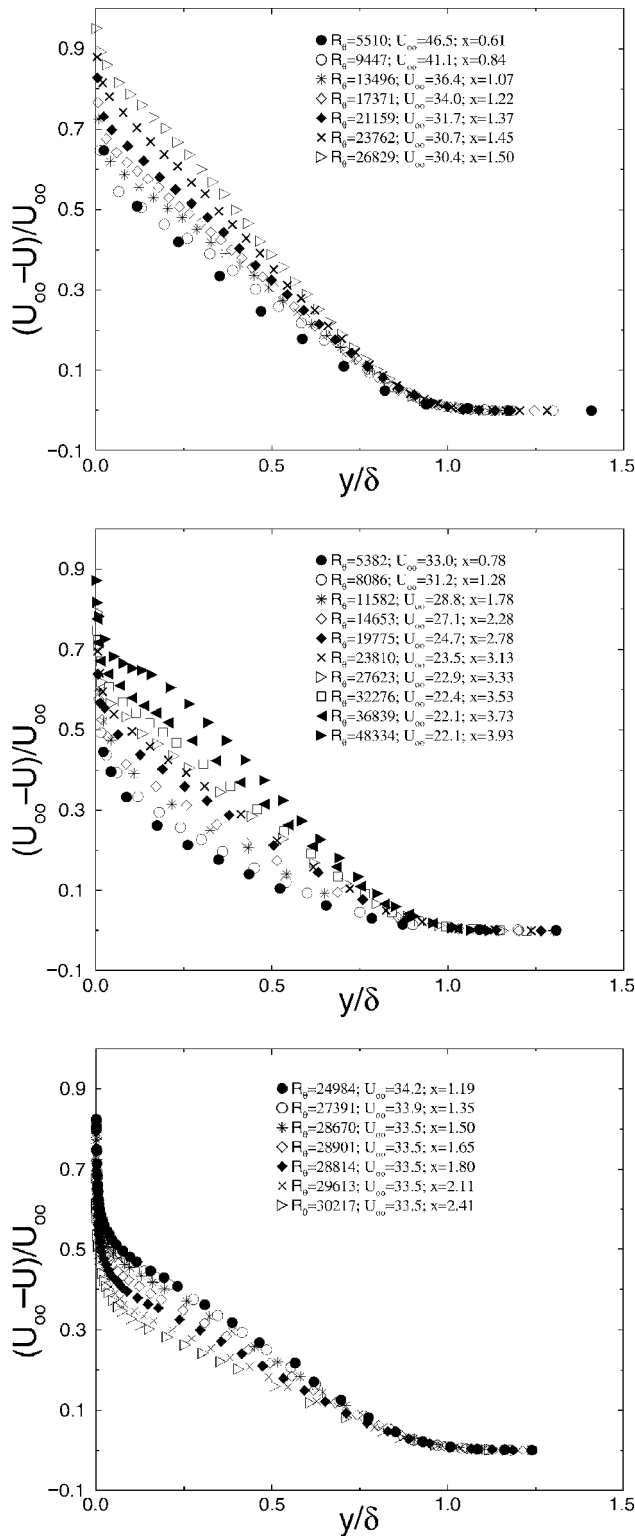 0.9
0.7
0.5
0.3
0.1
−0.1
(U∞ −U)/U∞
Rθ=5510; U∞=46.5; x=0.61
Rθ=9447; U∞=41.1; x=0.84
Rθ=13496; U∞=36.4; x=1.07
Rθ=17371; U∞=34.0; x=1.22
Rθ=21159; U∞=31.7; x=1.37
Rθ=23762; U∞=30.7; x=1.45
Rθ=26829; U∞=30.4; x=1.50
0.0 0.5 1.0 1.5
y/δ
0.9
0.7
0.5
0.3
0.1
−0.1
(U∞ −U)/U∞
Rθ=5382; U∞=33.0; x=0.78
Rθ=8086; U∞=31.2; x=1.28
Rθ=11582; U∞=28.8; x=1.78
Rθ=14653; U∞=27.1; x=2.28
Rθ=19775; U∞=24.7; x=2.78
Rθ=23810; U∞=23.5; x=3.13
Rθ=27623; U∞=22.9; x=3.33
Rθ=32276; U∞=22.4; x=3.53
Rθ=36839; U∞=22.1; x=3.73
Rθ=48334; U∞=22.1; x=3.93
0.0 0.5 1.0 1.5
y/δ
0.9
0.7
0.5
0.3
0.1
−0.1
(U∞ −U)/U∞
Rθ=24984; U∞=34.2; x=1.19
Rθ=27391; U∞=33.9; x=1.35
Rθ=28670; U∞=33.5; x=1.50
Rθ=28901; U∞=33.5; x=1.65
Rθ=28814; U∞=33.5; x=1.80
Rθ=29613; U∞=33.5; x=2.11
Rθ=30217; U∞=33.5; x=2.41
0.0 0.5 1.0 1.5
y/δ